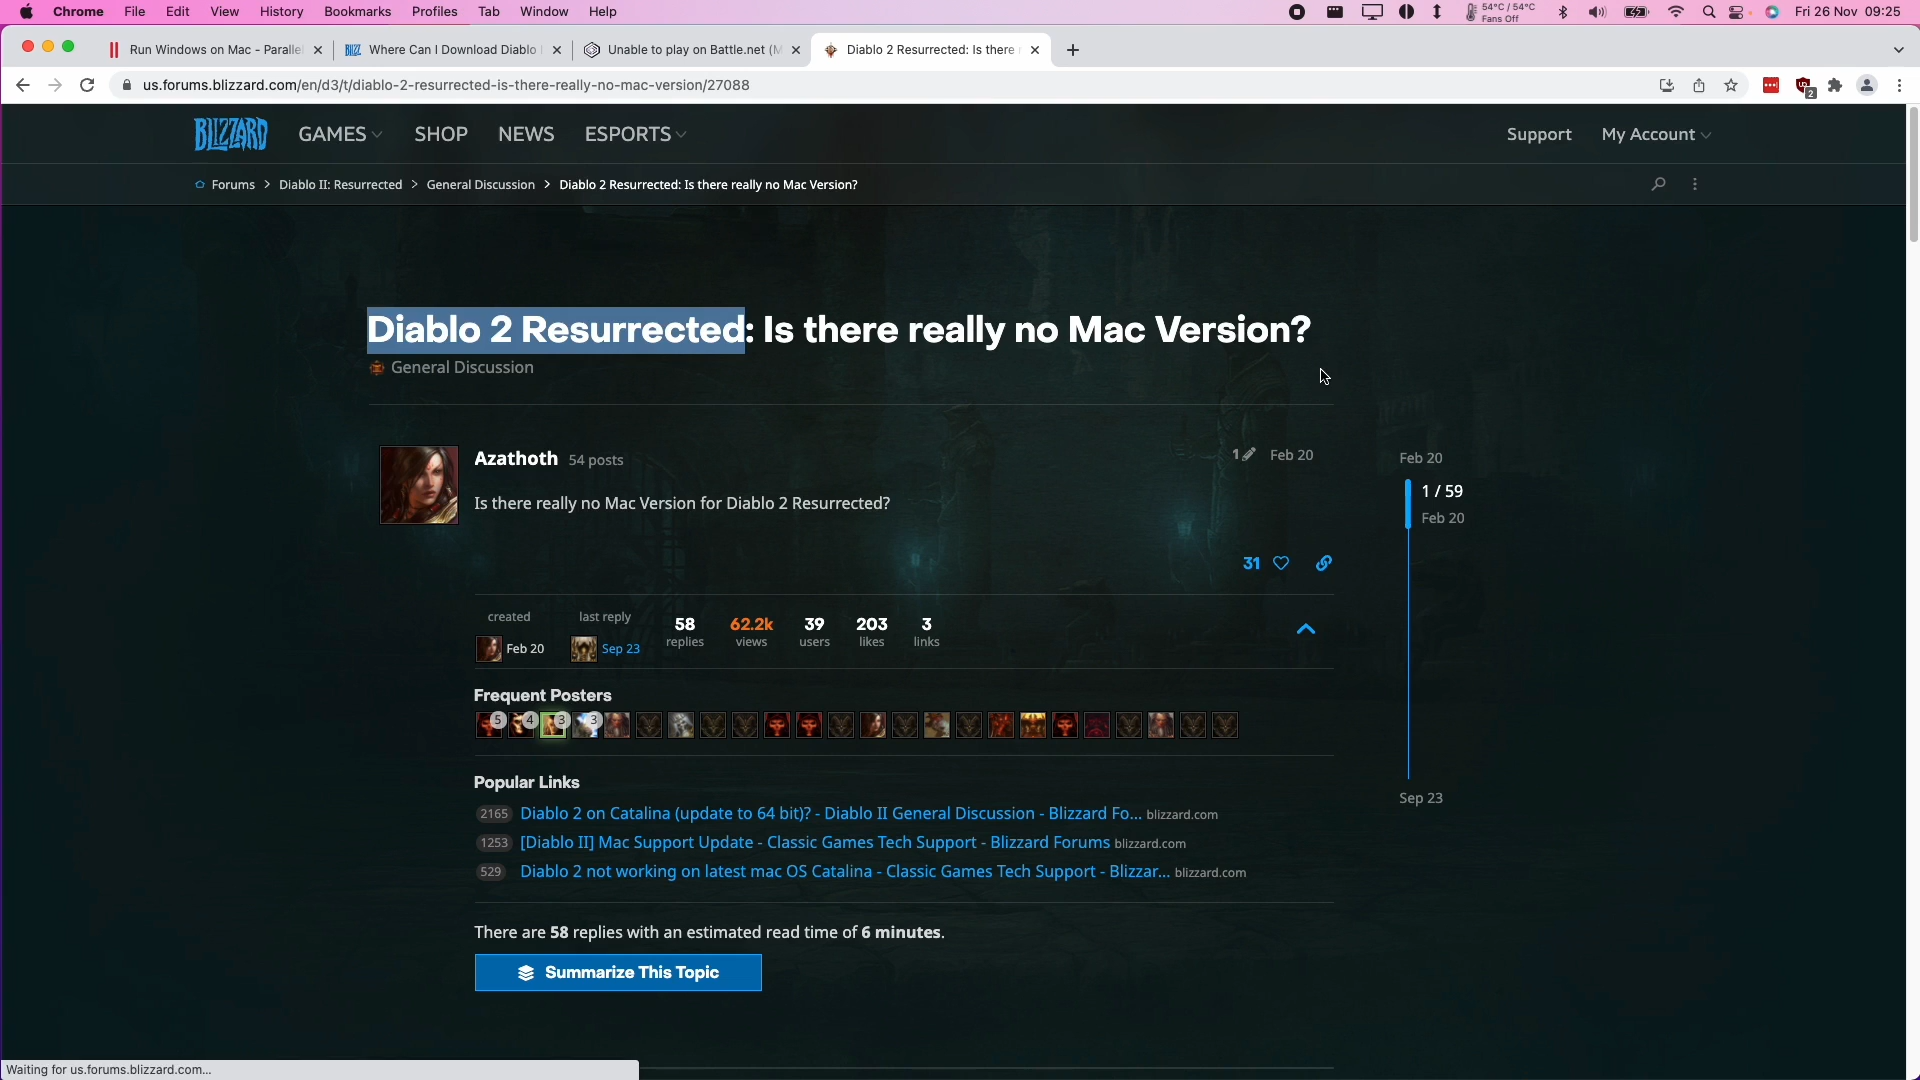 Chrome File Edit View History Bookmarks Profiles Tab Window Help 54°C / 54°C Fans Off Fri 26 Nov 09:25
Run Windows on Mac - Paralle Where Can I Download Diablo Unable to play on Battle.net (M Diablo 2 Resurrected: Is there
us.forums.blizzard.com/en/d3/t/diablo-2-resurrected-is-there-really-no-mac-version/27088 2
BLIZZARD GAMES SHOP NEWS ESPORTS Support My Account
Forums > Diablo II: Resurrected > General Discussion > Diablo 2 Resurrected: Is there really no Mac Version?
Diablo 2 Resurrected: Is there really no Mac Version?
General Discussion
Azathoth 54 posts 1 Feb 20
Is there really no Mac Version for Diablo 2 Resurrected?
31
Feb 20
1 / 59
Feb 20
Sep 23
created last reply 58 62.2k 39 203 3
Feb 20 Sep 23 replies views users likes links
Frequent Posters
5 4 3 3
Popular Links
2165 Diablo 2 on Catalina (update to 64 bit)? - Diablo II General Discussion - Blizzard Fo... blizzard.com
1253 [Diablo II] Mac Support Update - Classic Games Tech Support - Blizzard Forums blizzard.com
529 Diablo 2 not working on latest mac OS Catalina - Classic Games Tech Support - Blizzar... blizzard.com
There are 58 replies with an estimated read time of 6 minutes.
Summarize This Topic
Waiting for us.forums.blizzard.com...